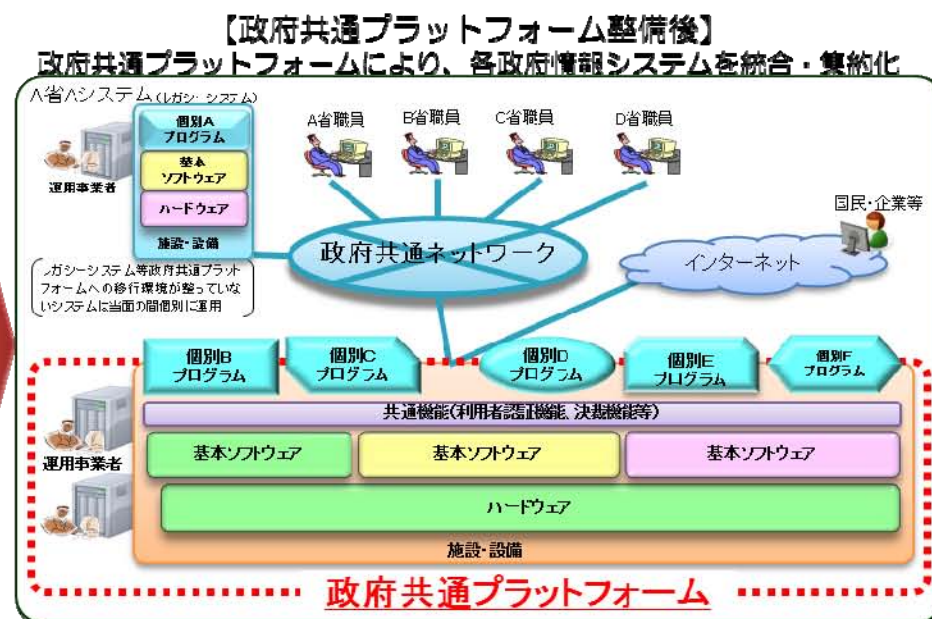 【政府共通プラットフォーム整備後】
政府共通プラットフォームにより、各政府情報システムを統合・集約化
A省Aシステム(レガシーシステム)
個別A
プログラム
基本
ソフトウェア
ハードウェア
施設・設備
運用事業者
レガシーシステム等政府共通プラット
フォームへの移行環境が整っていな
いシステムに当面の間個別に運用
A省職員
B省職員
C省職員
D省職員
国民・企業等
政府共通ネットワーク
インターネット
個別B
プログラム
個別C
プログラム
個別D
プログラム
個別E
プログラム
個別F
プログラム
共通機能(利用者認証機能、決裁機能等)
基本ソフトウェア
基本ソフトウェア
基本ソフトウェア
運用事業者
ハードウェア
施設・設備
政府共通プラットフォーム